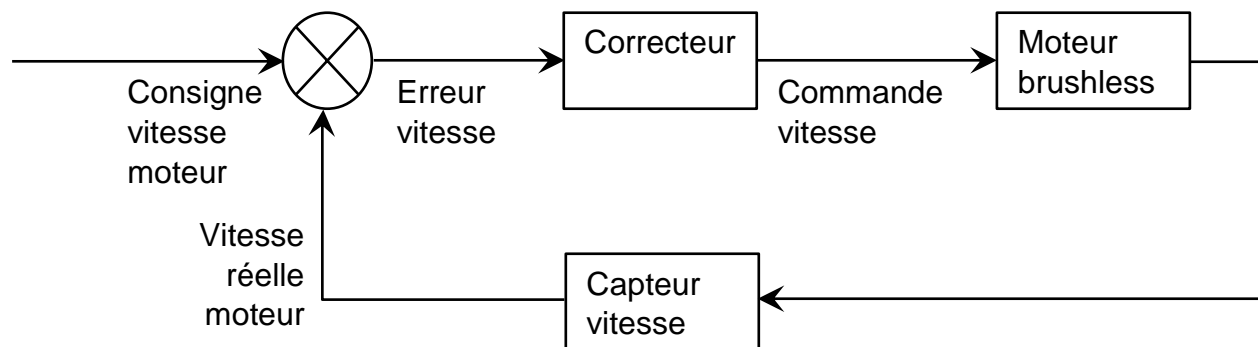 Correcteur
Moteur
brushless
Consigne
vitesse
moteur
Erreur
vitesse
Commande
vitesse
Vitesse
réelle
moteur
Capteur
vitesse